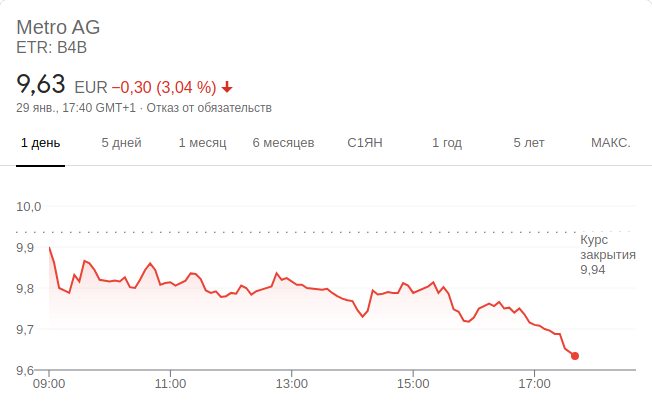 Metro AG
ETR: B4B
9,63 EUR −0,30 (3,04 %)
29 янв., 17:40 GMT+1 · Отказ от обязательств
1 день 5 дней 1 месяц 6 месяцев С1ЯН 1 год 5 лет МАКС.
10,0
9,9
9,8
9,7
9,6
Курс
закрытия
9,94
09:00 11:00 13:00 15:00 17:00